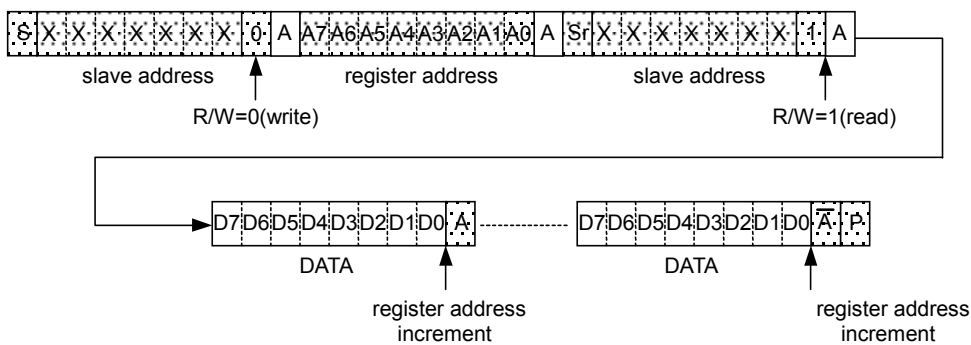 S X X X X X X X 0 A A7 A6 A5 A4 A3 A2 A1 A0 A Sr X X X X X X X 1 A
slave address register address slave address
R/W=0(write) R/W=1(read)
D7 D6 D5 D4 D3 D2 D1 D0 A D7 D6 D5 D4 D3 D2 D1 D0 A̅ P
DATA DATA
register address register address
increment increment